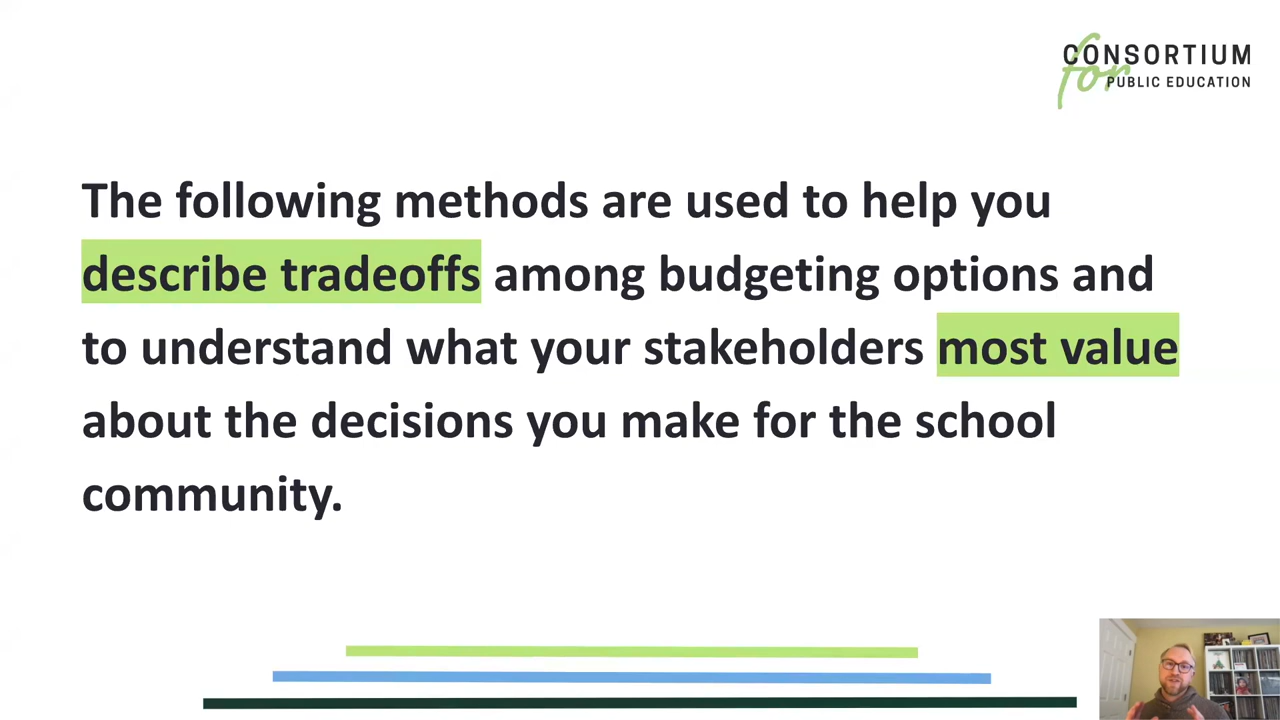 CONSORTIUM
for PUBLIC EDUCATION
The following methods are used to help you
describe tradeoffs among budgeting options and
to understand what your stakeholders most value
about the decisions you make for the school
community.